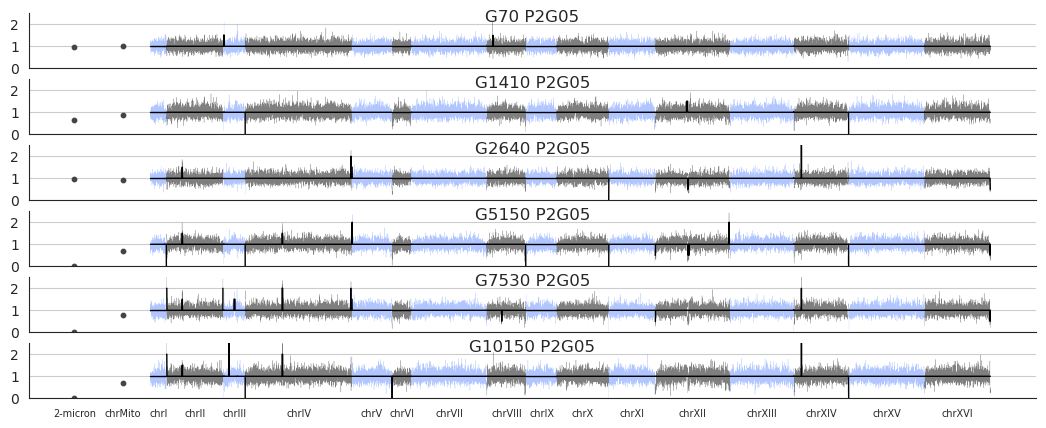 G70 P2G05
2
1
0
G1410 P2G05
2
1
0
G2640 P2G05
2
1
0
G5150 P2G05
2
1
0
G7530 P2G05
2
1
0
G10150 P2G05
2
1
0
2-micron chrMito chrI chrII chrIII chrIV chrV chrVI chrVII chrVIII chrIX chrX chrXI chrXII chrXIII chrXIV chrXV chrXVI